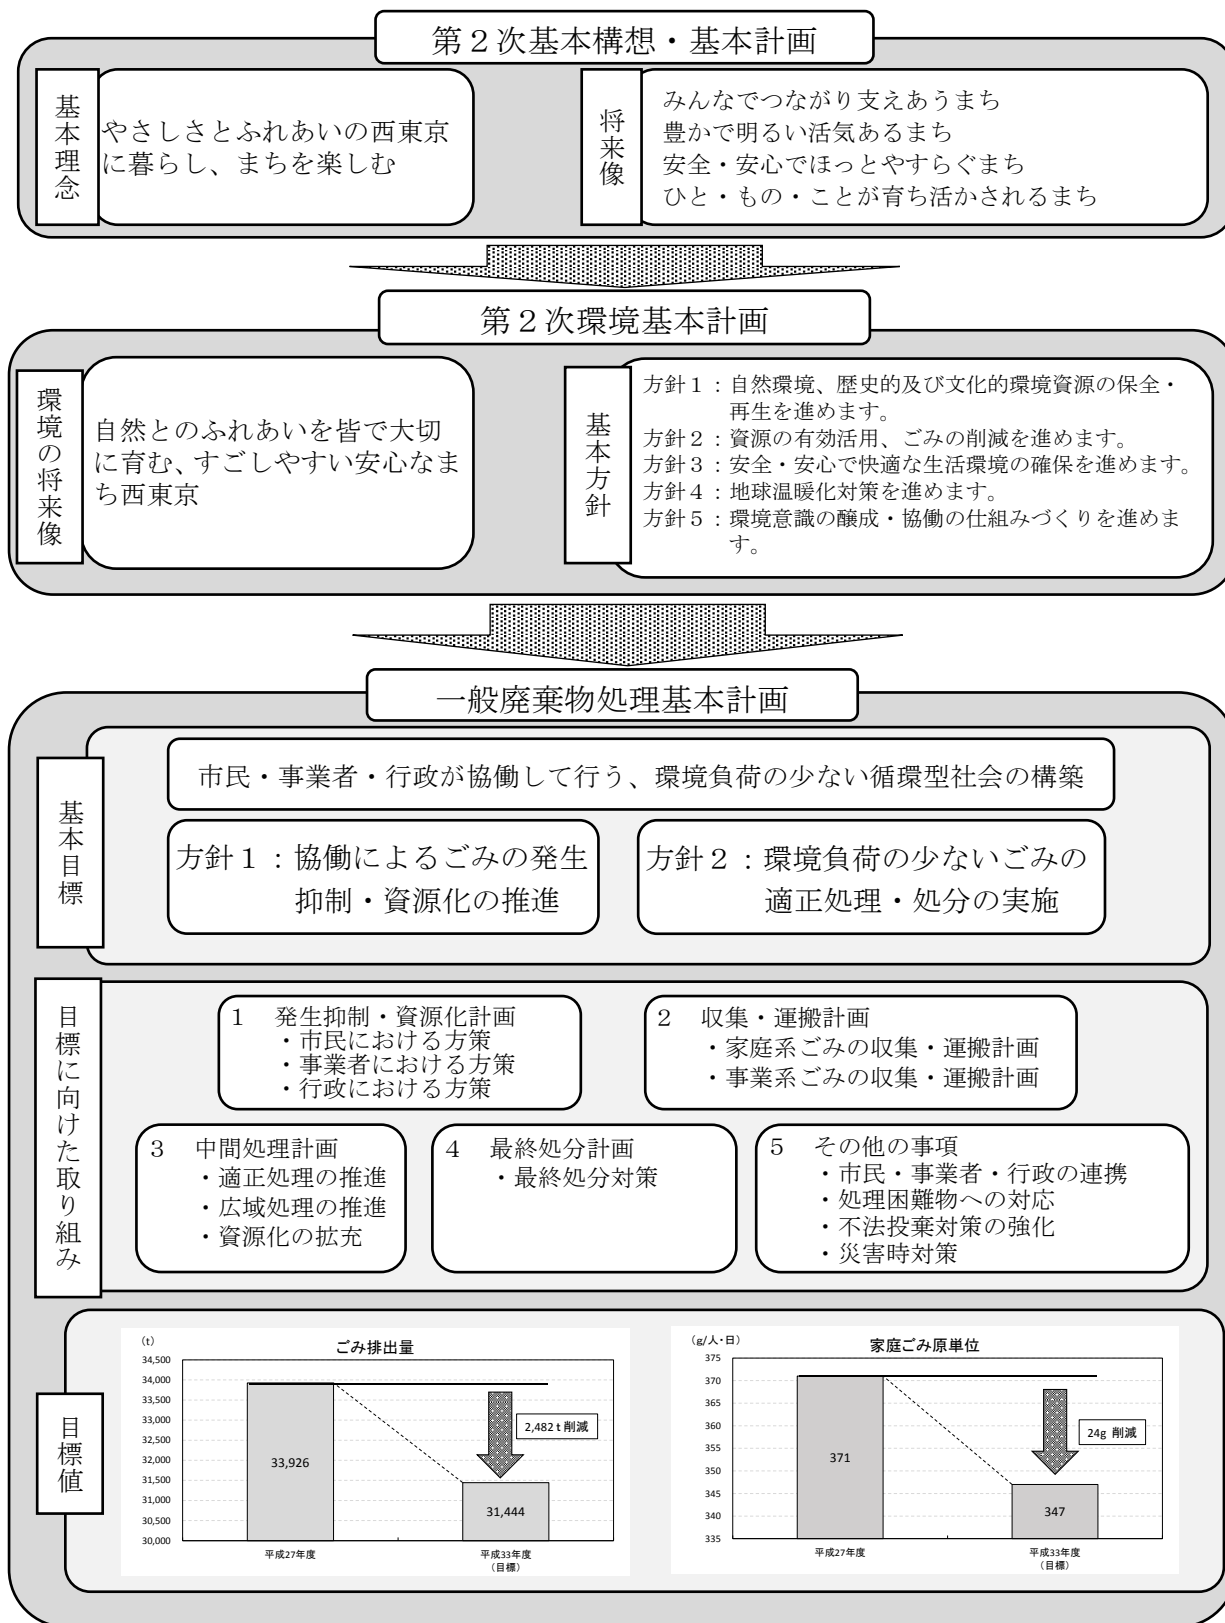 第２次基本構想・基本計画
基本理念
やさしさとふれあいの西東京
に暮らし、まちを楽しむ
将来像
みんなでつながり支えあうまち
豊かで明るい活気あるまち
安全・安心でほっとやすらぐまち
ひと・もの・ことが育ち活かされるまち
第２次環境基本計画
環境の将来像
自然とのふれあいを皆で大切
に育む、すごしやすい安心なま
ち西東京
基本方針
方針１：自然環境、歴史的及び文化的環境資源の保全・
再生を進めます。
方針２：資源の有効活用、ごみの削減を進めます。
方針３：安全・安心で快適な生活環境の確保を進めます。
方針４：地球温暖化対策を進めます。
方針５：環境意識の醸成・協働の仕組みづくりを進めま
す。
一般廃棄物処理基本計画
基本目標
市民・事業者・行政が協働して行う、環境負荷の少ない循環型社会の構築
方針１：協働によるごみの発生
抑制・資源化の推進
方針２：環境負荷の少ないごみの
適正処理・処分の実施
目標に向けた取り組み
１　発生抑制・資源化計画
・市民における方策
・事業者における方策
・行政における方策
２　収集・運搬計画
・家庭系ごみの収集・運搬計画
・事業系ごみの収集・運搬計画
３　中間処理計画
・適正処理の推進
・広域処理の推進
・資源化の拡充
４　最終処分計画
・最終処分対策
５　その他の事項
・市民・事業者・行政の連携
・処理困難物への対応
・不法投棄対策の強化
・災害時対策
目標値
(t)
ごみ排出量
34,500
34,000
33,500
33,000
32,500
32,000
31,500
31,000
30,500
30,000
33,926
31,444
2,482ｔ削減
平成27年度
平成33年度
(目標)
(g/人・日)
家庭ごみ原単位
375
370
365
360
355
350
345
340
335
371
347
24g 削減
平成27年度
平成33年度
(目標)